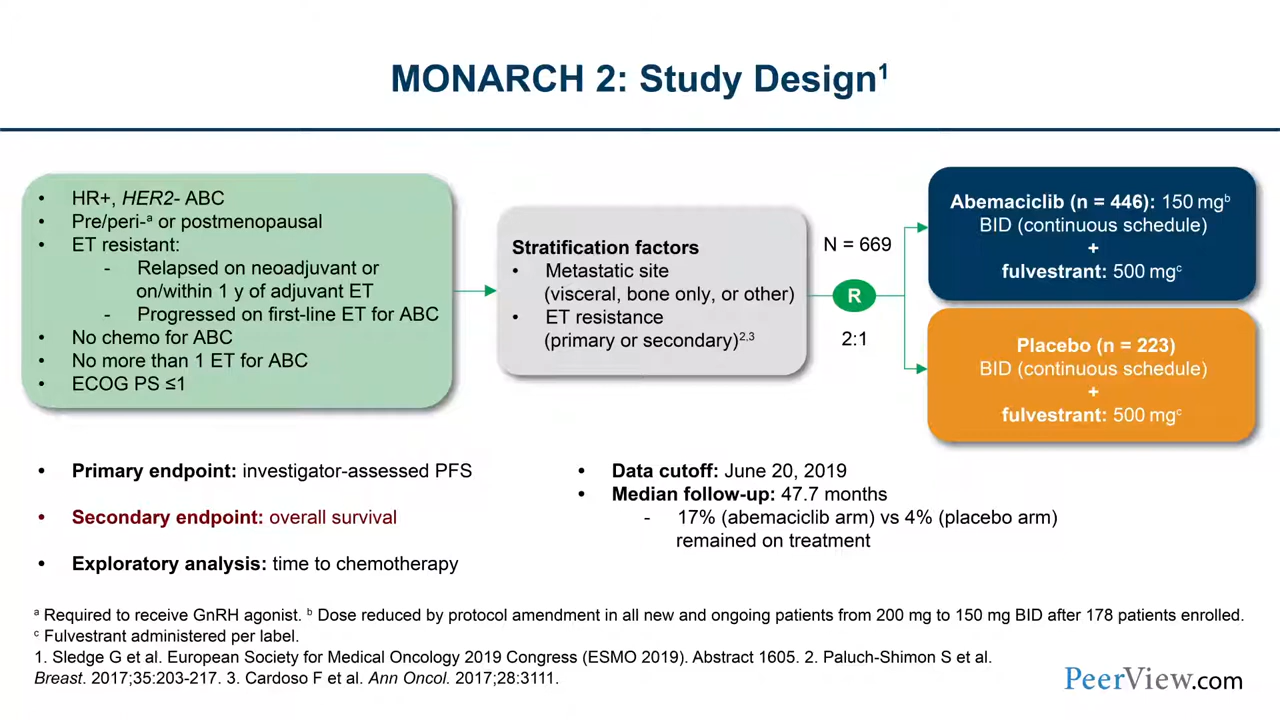 MONARCH 2: Study Design¹
• HR+, HER2- ABC
• Pre/peri-ᵃ or postmenopausal
• ET resistant:
- Relapsed on neoadjuvant or
on/within 1 y of adjuvant ET
- Progressed on first-line ET for ABC
• No chemo for ABC
• No more than 1 ET for ABC
• ECOG PS ≤1
Stratification factors
• Metastatic site
(visceral, bone only, or other)
• ET resistance
(primary or secondary)²,³
N = 669
R
2:1
Abemaciclib (n = 446): 150 mgᵇ
BID (continuous schedule)
+
fulvestrant: 500 mgᶜ
Placebo (n = 223)
BID (continuous schedule)
+
fulvestrant: 500 mgᶜ
• Primary endpoint: investigator-assessed PFS
• Secondary endpoint: overall survival
• Exploratory analysis: time to chemotherapy
• Data cutoff: June 20, 2019
• Median follow-up: 47.7 months
- 17% (abemaciclib arm) vs 4% (placebo arm)
remained on treatment
ᵃ Required to receive GnRH agonist. ᵇ Dose reduced by protocol amendment in all new and ongoing patients from 200 mg to 150 mg BID after 178 patients enrolled.
ᶜ Fulvestrant administered per label.
1. Sledge G et al. European Society for Medical Oncology 2019 Congress (ESMO 2019). Abstract 1605. 2. Paluch-Shimon S et al.
Breast. 2017;35:203-217. 3. Cardoso F et al. Ann Oncol. 2017;28:3111.
PeerView.com